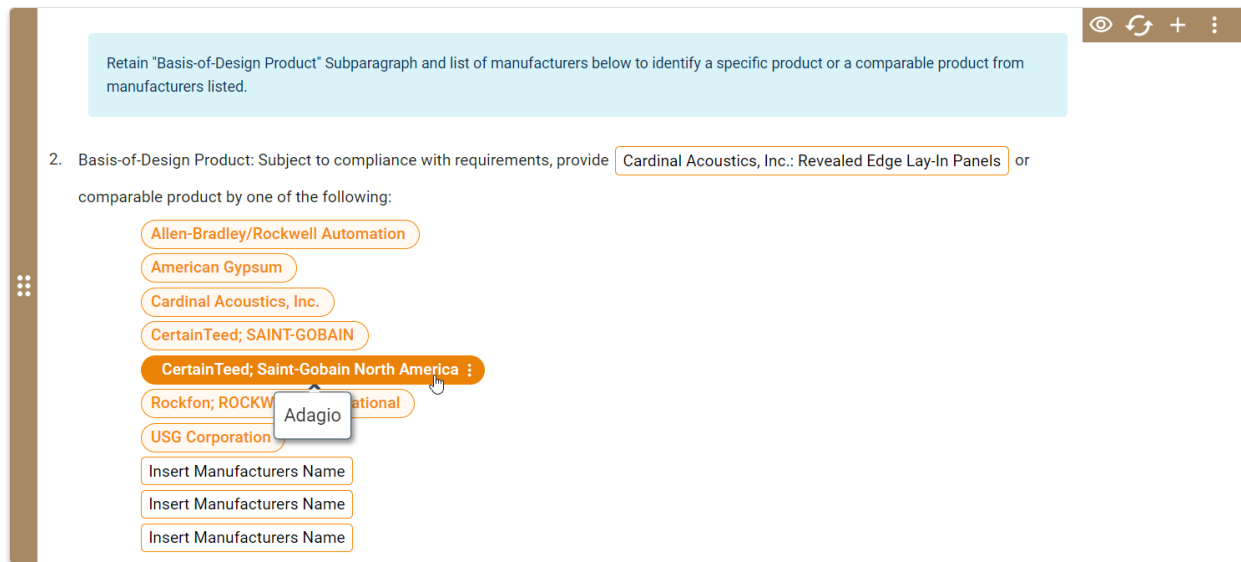 Retain "Basis-of-Design Product" Subparagraph and list of manufacturers below to identify a specific product or a comparable product from
manufacturers listed.
2. Basis-of-Design Product: Subject to compliance with requirements, provide Cardinal Acoustics, Inc.: Revealed Edge Lay-In Panels or
comparable product by one of the following:
Allen-Bradley/Rockwell Automation
American Gypsum
Cardinal Acoustics, Inc.
CertainTeed; SAINT-GOBAIN
CertainTeed; Saint-Gobain North America
Rockfon;
Adagio
USG Corporation
Insert Manufacturers Name
Insert Manufacturers Name
Insert Manufacturers Name